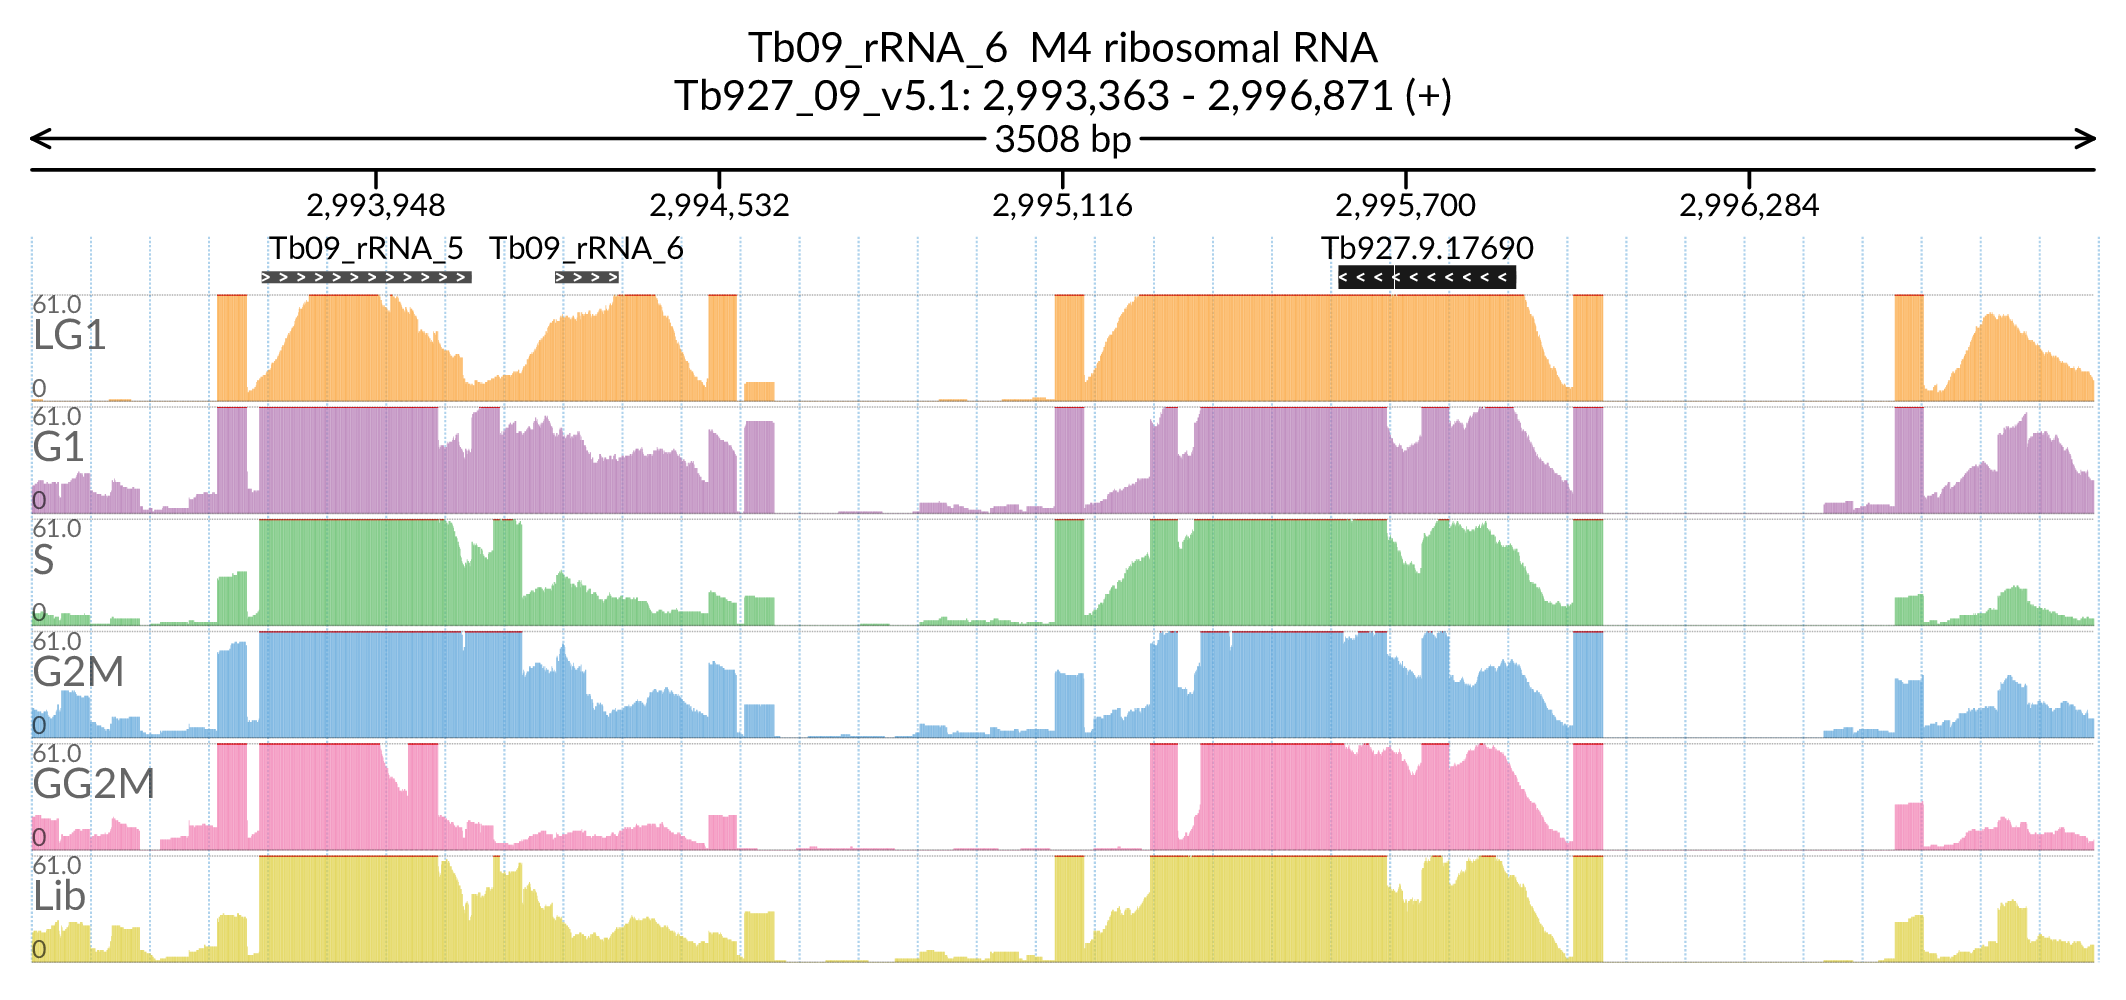 Tb09_rRNA_6 M4 ribosomal RNA
Tb927_09_v5.1: 2,993,363 - 2,996,871 (+)
3508 bp
2,993,948 2,994,532 2,995,116 2,995,700 2,996,284
Tb09_rRNA_5 Tb09_rRNA_6 Tb927.9.17690
61.0
LG1
0
61.0
G1
0
61.0
S
0
61.0
G2M
0
61.0
GG2M
0
61.0
Lib
0